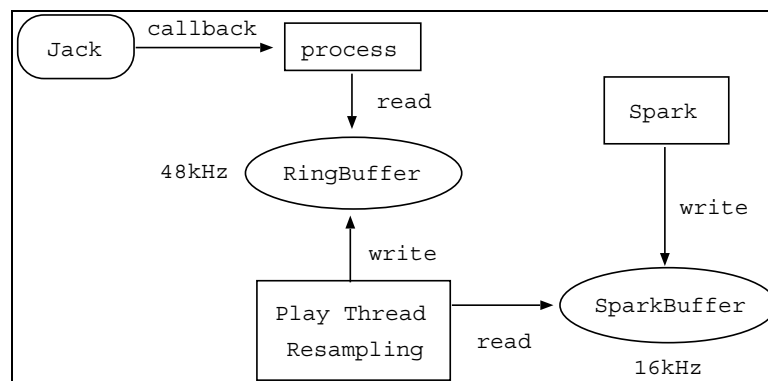 callback
Jack
process
read
Spark
48kHz
RingBuffer
write
write
Play Thread
Resampling
read
SparkBuffer
16kHz